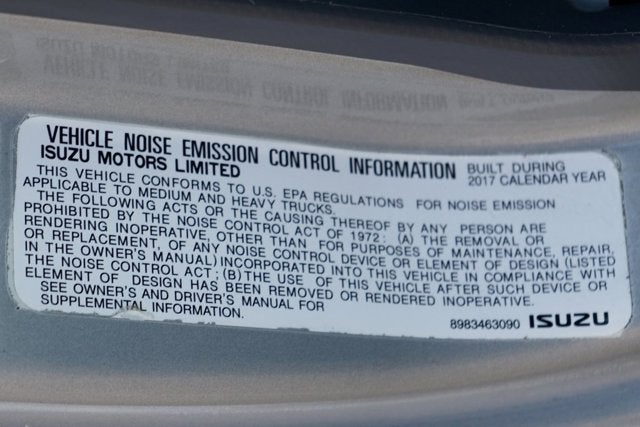 VEHICLE NOISE EMISSION CONTROL INFORMATION
ISUZU MOTORS LIMITED
BUILT DURING
2017 CALENDAR YEAR
THIS VEHICLE CONFORMS TO U.S. EPA REGULATIONS FOR NOISE EMISSION
APPLICABLE TO MEDIUM AND HEAVY TRUCKS.
THE FOLLOWING ACTS OR THE CAUSING THEREOF BY ANY PERSON ARE
PROHIBITED BY THE NOISE CONTROL ACT OF 1972: (A) THE REMOVAL OR
RENDERING INOPERATIVE OTHER THAN FOR PURPOSES OF MAINTENANCE, REPAIR,
OR REPLACEMENT, OF ANY NOISE CONTROL DEVICE OR ELEMENT OF DESIGN (LISTED
IN THE OWNER'S MANUAL) INCORPORATED INTO THIS VEHICLE IN COMPLIANCE WITH
THE NOISE CONTROL ACT; (B) THE USE OF THIS VEHICLE AFTER SUCH DEVICE OR
ELEMENT OF DESIGN HAS BEEN REMOVED OR RENDERED INOPERATIVE.
SEE OWNER'S AND DRIVER'S MANUAL FOR
SUPPLEMENTAL INFORMATION.
8983463090 ISUZU